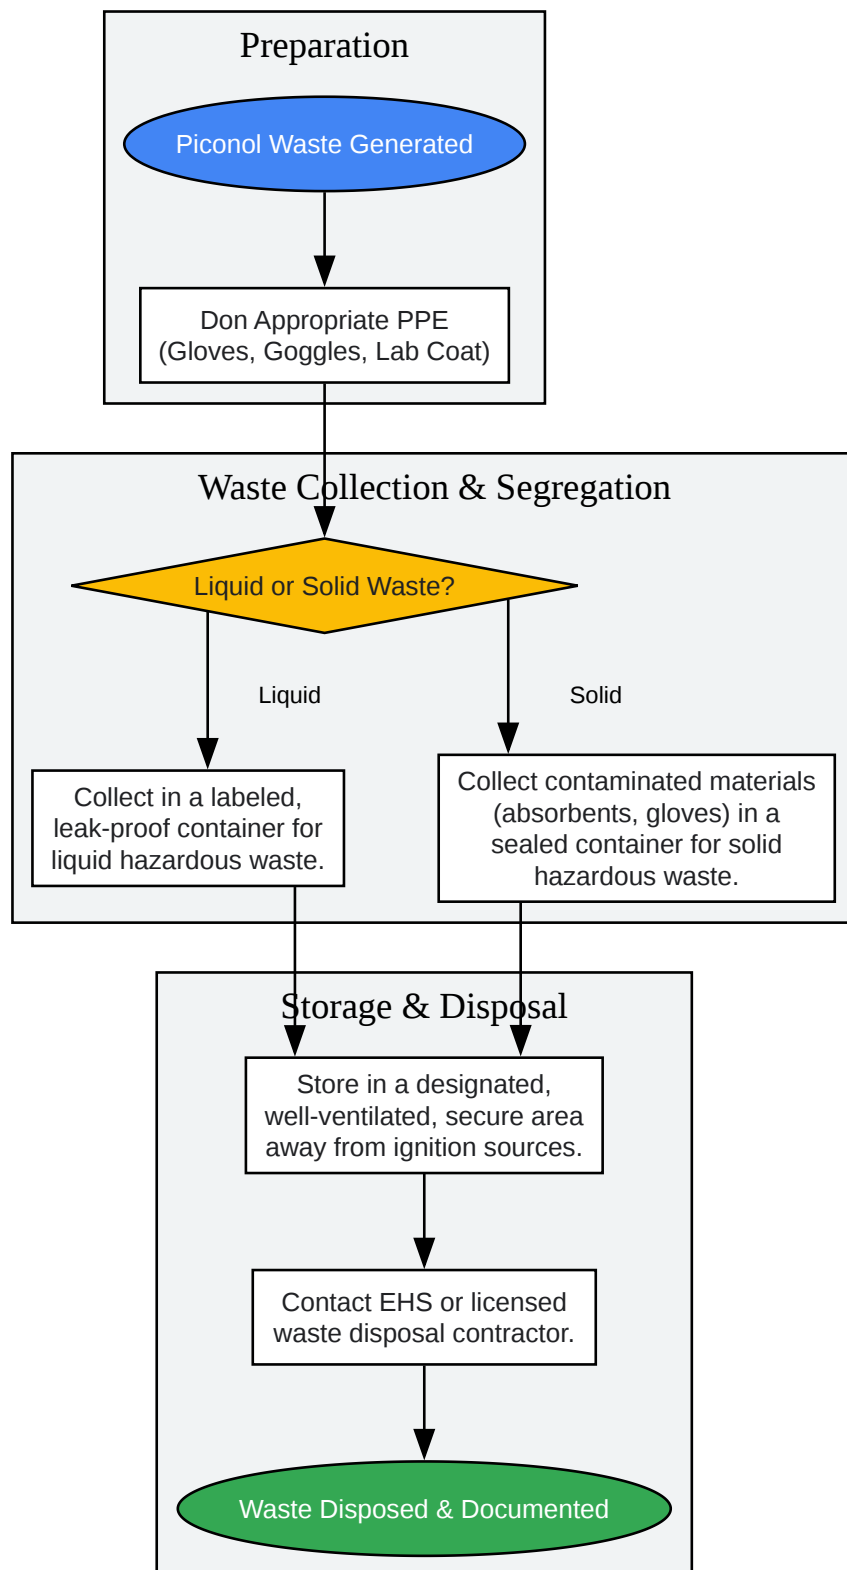 Preparation
Piconol Waste Generated
Don Appropriate PPE
(Gloves, Goggles, Lab Coat)
Waste Collection & Segregation
Liquid or Solid Waste?
Liquid
Solid
Collect in a labeled,
leak-proof container for
liquid hazardous waste.
Collect contaminated materials
(absorbents, gloves) in a
sealed container for solid
hazardous waste.
Storage & Disposal
Store in a designated,
well-ventilated, secure area
away from ignition sources.
Contact EHS or licensed
waste disposal contractor.
Waste Disposed & Documented